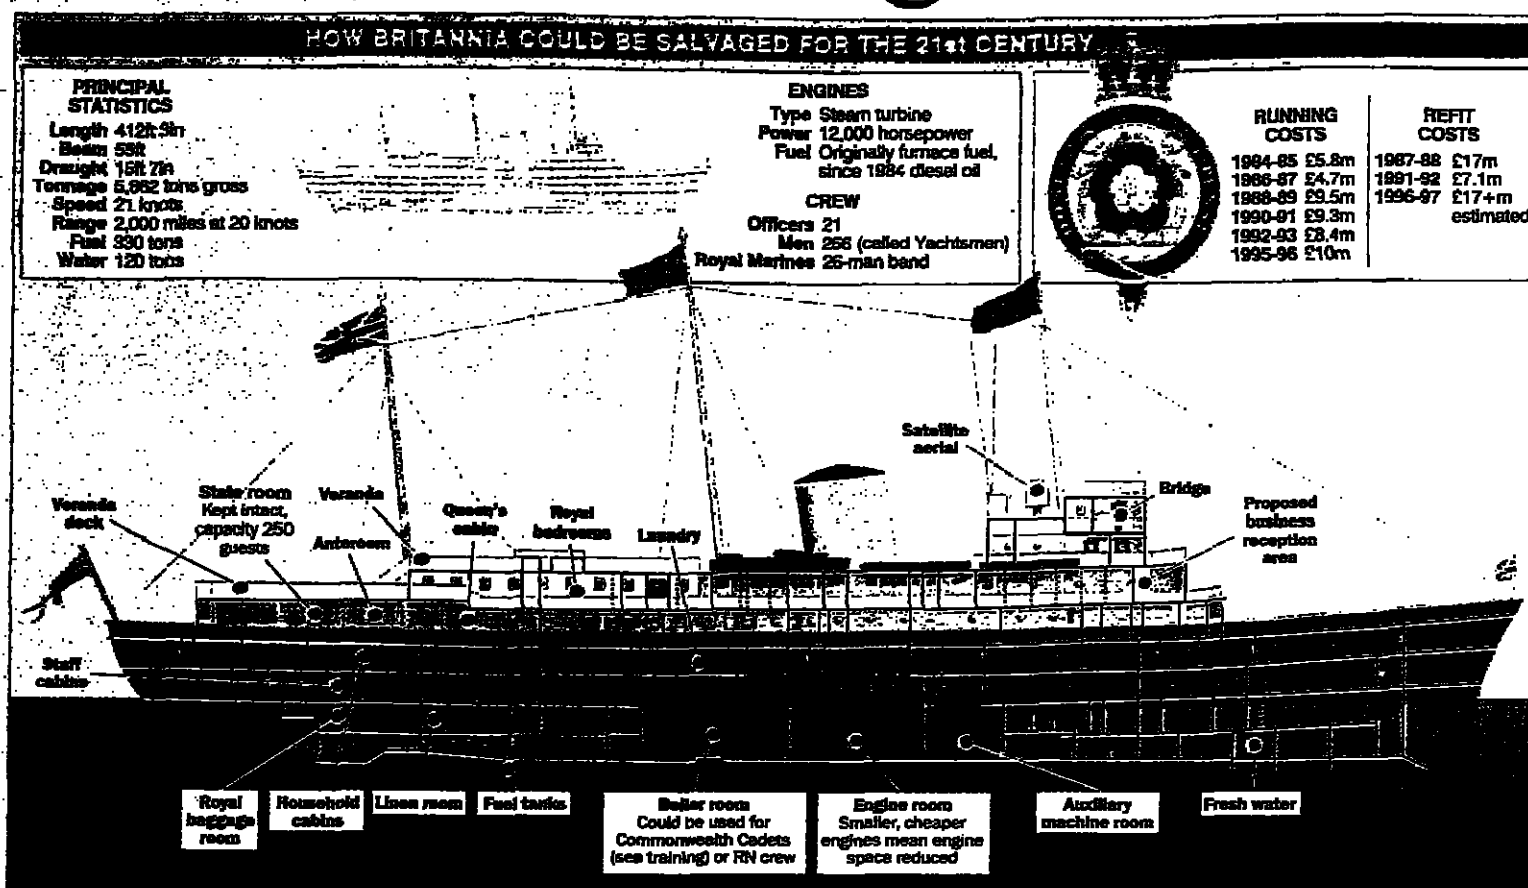 HOW BRITANNIA COULD BE SALVAGED FOR THE 21st CENTURY
PRINCIPAL
STATISTICS
Length 412ft 9in
Beam 55ft
Draught 15ft 7in
Tonnage 5,862 tons gross
Speed 21 knots
Range 2,000 miles at 20 knots
Fuel 330 tons
Water 120 tons
ENGINES
Type Steam turbine
Power 12,000 horsepower
Fuel Originally furnace fuel,
since 1984 diesel oil
CREW
Officers 21
Men 256 (called Yachtsmen)
Royal Marines 26-man band
RUNNING
COSTS
1984-85 £5.8m
1986-87 £4.7m
1988-89 £9.5m
1990-91 £9.3m
1992-93 £8.4m
1995-96 £10m
REFIT
COSTS
1987-88 £17m
1991-92 £7.1m
1996-97 £17+m
estimated
Satellite
aerial
Bridge
Proposed
business
reception
area
Veranda
deck
State room
Kept intact,
capacity 250
guests
Veranda
Anteroom
Queen's
cabin
Royal
bedrooms
Laundry
Staff
cabins
Royal
baggage
room
Household
cabins
Linen room
Fuel tanks
Boiler room
Could be used for
Commonwealth Cadets
(sea training) or RN crew
Engine room
Smaller, cheaper
engines mean engine
space reduced
Auxiliary
machine room
Fresh water